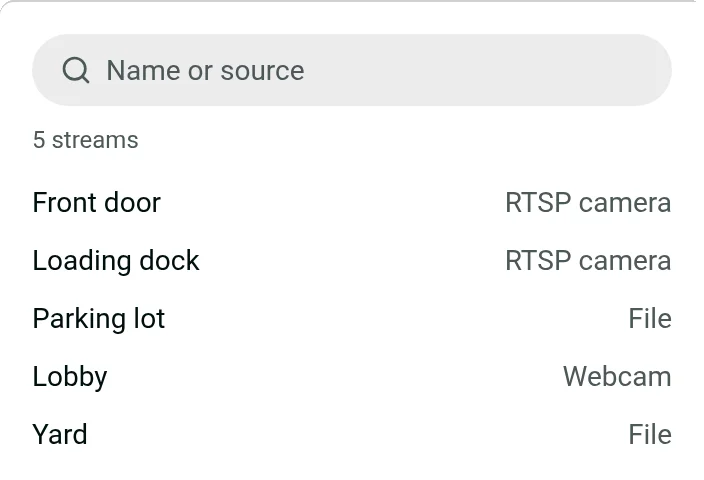 Name or source
5 streams
Front door RTSP camera
Loading dock RTSP camera
Parking lot File
Lobby Webcam
Yard File